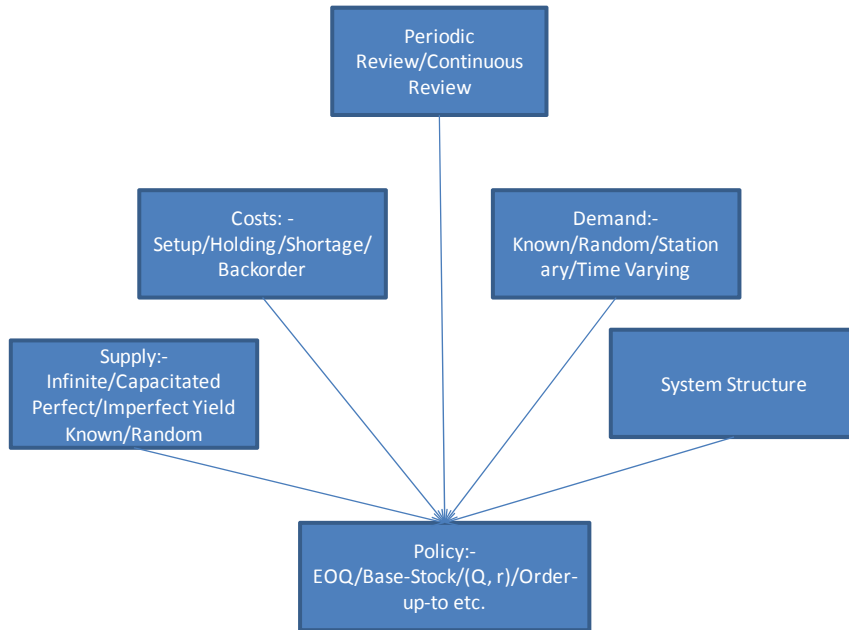 Periodic
Review/Continuous
Review
Costs: -
Setup/Holding/Shortage/
Backorder
Demand:-
Known/Random/Station
ary/Time Varying
Supply:-
Infinite/Capacitated
Perfect/Imperfect Yield
Known/Random
System Structure
Policy:-
EOQ/Base-Stock/(Q, r)/Order-
up-to etc.